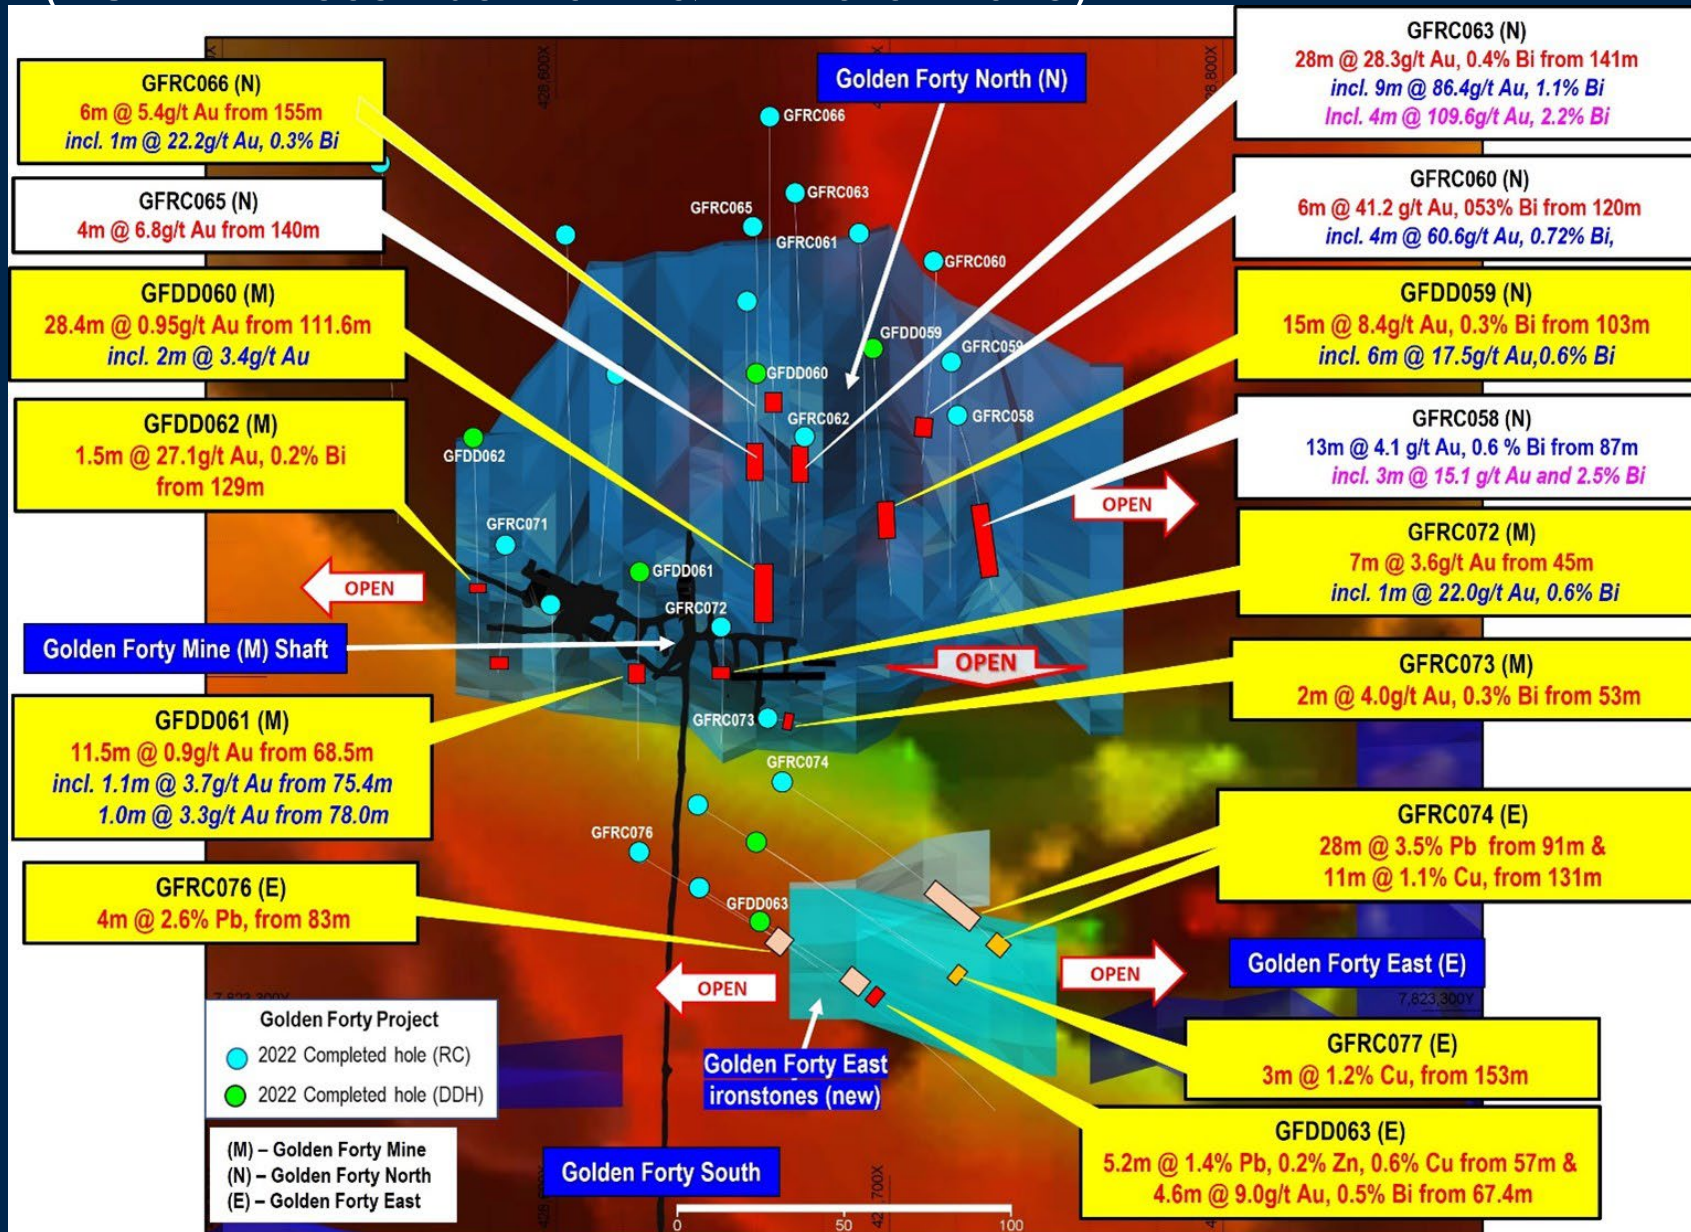 GFRC066 (N)
6m @ 5.4g/t Au from 155m
incl. 1m @ 22.2g/t Au, 0.3% Bi
GFRC065 (N)
4m @ 6.8g/t Au from 140m
GFDD060 (M)
28.4m @ 0.95g/t Au from 111.6m
incl. 2m @ 3.4g/t Au
GFDD062 (M)
1.5m @ 27.1g/t Au, 0.2% Bi
from 129m
OPEN
Golden Forty Mine (M) Shaft
GFDD061 (M)
11.5m @ 0.9g/t Au from 68.5m
incl. 1.1m @ 3.7g/t Au from 75.4m
1.0m @ 3.3g/t Au from 78.0m
GFRC076 (E)
4m @ 2.6% Pb, from 83m
7,823,300Y
Golden Forty Project
2022 Completed hole (RC)
2022 Completed hole (DDH)
(M) – Golden Forty Mine
(N) – Golden Forty North
(E) – Golden Forty East
428,600X
Golden Forty North (N)
GFRC066
GFRC063
GFRC065
GFRC061
GFRC060
GFDD059
GFRC059
GFDD060
GFRC062
GFRC058
GFDD062
GFRC071
GFDD061
GFRC072
OPEN
OPEN
GFRC073
GFRC074
GFRC076
GFDD063
OPEN
OPEN
Golden Forty East
ironstones (new)
Golden Forty South
0 50 100
428,800X
GFRC063 (N)
28m @ 28.3g/t Au, 0.4% Bi from 141m
incl. 9m @ 86.4g/t Au, 1.1% Bi
Incl. 4m @ 109.6g/t Au, 2.2% Bi
GFRC060 (N)
6m @ 41.2 g/t Au, 053% Bi from 120m
incl. 4m @ 60.6g/t Au, 0.72% Bi,
GFDD059 (N)
15m @ 8.4g/t Au, 0.3% Bi from 103m
incl. 6m @ 17.5g/t Au,0.6% Bi
GFRC058 (N)
13m @ 4.1 g/t Au, 0.6 % Bi from 87m
incl. 3m @ 15.1 g/t Au and 2.5% Bi
GFRC072 (M)
7m @ 3.6g/t Au from 45m
incl. 1m @ 22.0g/t Au, 0.6% Bi
GFRC073 (M)
2m @ 4.0g/t Au, 0.3% Bi from 53m
GFRC074 (E)
28m @ 3.5% Pb from 91m &
11m @ 1.1% Cu, from 131m
Golden Forty East (E)
7,823,300Y
GFRC077 (E)
3m @ 1.2% Cu, from 153m
GFDD063 (E)
5.2m @ 1.4% Pb, 0.2% Zn, 0.6% Cu from 57m &
4.6m @ 9.0g/t Au, 0.5% Bi from 67.4m